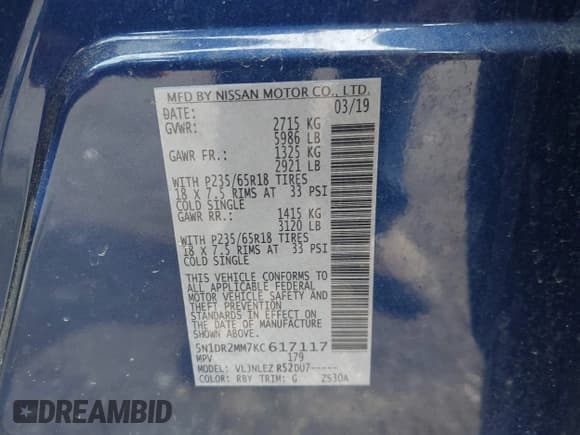 MFD BY NISSAN MOTOR CO., LTD.
DATE: 03/19
GVWR: 2715 KG
5986 LB
GAWR FR.: 1325 KG
2921 LB
WITH P235/65R18 TIRES
18 X 7.5 RIMS AT 33 PSI
COLD SINGLE
GAWR RR.: 1415 KG
3120 LB
WITH P235/65R18 TIRES
18 X 7.5 RIMS AT 33 PSI
COLD SINGLE
THIS VEHICLE CONFORMS TO
ALL APPLICABLE FEDERAL
MOTOR VEHICLE SAFETY AND
THEFT PREVENTION
STANDARDS IN EFFECT ON
THE DATE OF MANUFACTURE
SHOWN ABOVE.
5N1DR2MM7KC617117
MPV 179
MODEL: VLJNLEZ R52DU7-----
COLOR: RBY TRIM: G ZS30A
DREAMBID